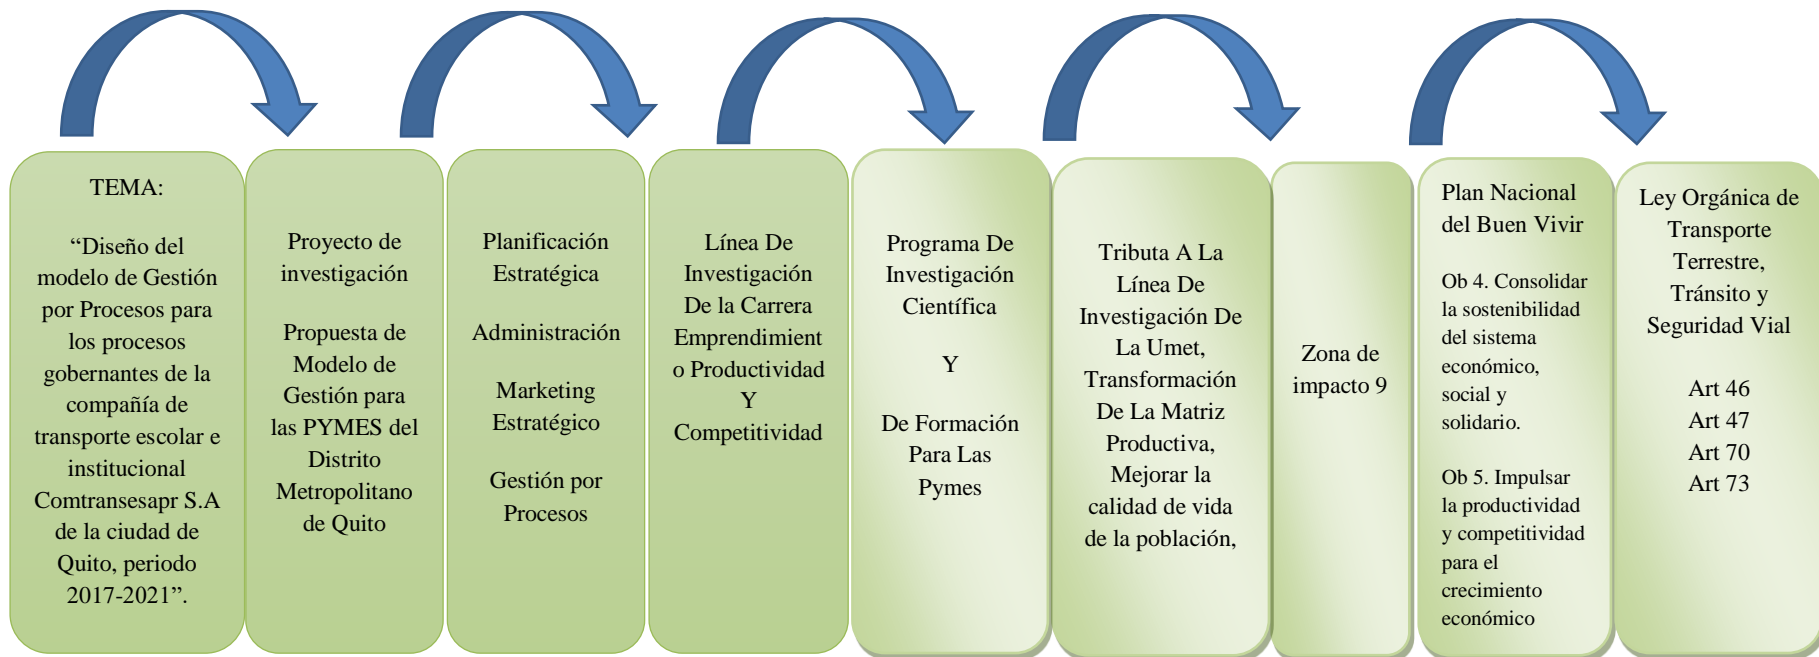 TEMA:
“Diseño del
modelo de Gestión
por Procesos para
los procesos
gobernantes de la
compañía de
transporte escolar e
institucional
Comtransesapr S.A
de la ciudad de
Quito, periodo
2017-2021”.
Proyecto de
investigación
Propuesta de
Modelo de
Gestión para
las PYMES del
Distrito
Metropolitano
de Quito
Planificación
Estratégica
Administración
Marketing
Estratégico
Gestión por
Procesos
Línea De
Investigación
De la Carrera
Emprendimient
o Productividad
Y
Competitividad
Programa De
Investigación
Científica
Y
De Formación
Para Las
Pymes
Tributa A La
Línea De
Investigación De
La Umet,
Transformación
De La Matriz
Productiva,
Mejorar la
calidad de vida
de la población,
Zona de
impacto 9
Plan Nacional
del Buen Vivir
Ob 4. Consolidar
la sostenibilidad
del sistema
económico,
social y
solidario.
Ob 5. Impulsar
la productividad
y competitividad
para el
crecimiento
económico
Ley Orgánica de
Transporte
Terrestre,
Tránsito y
Seguridad Vial
Art 46
Art 47
Art 70
Art 73